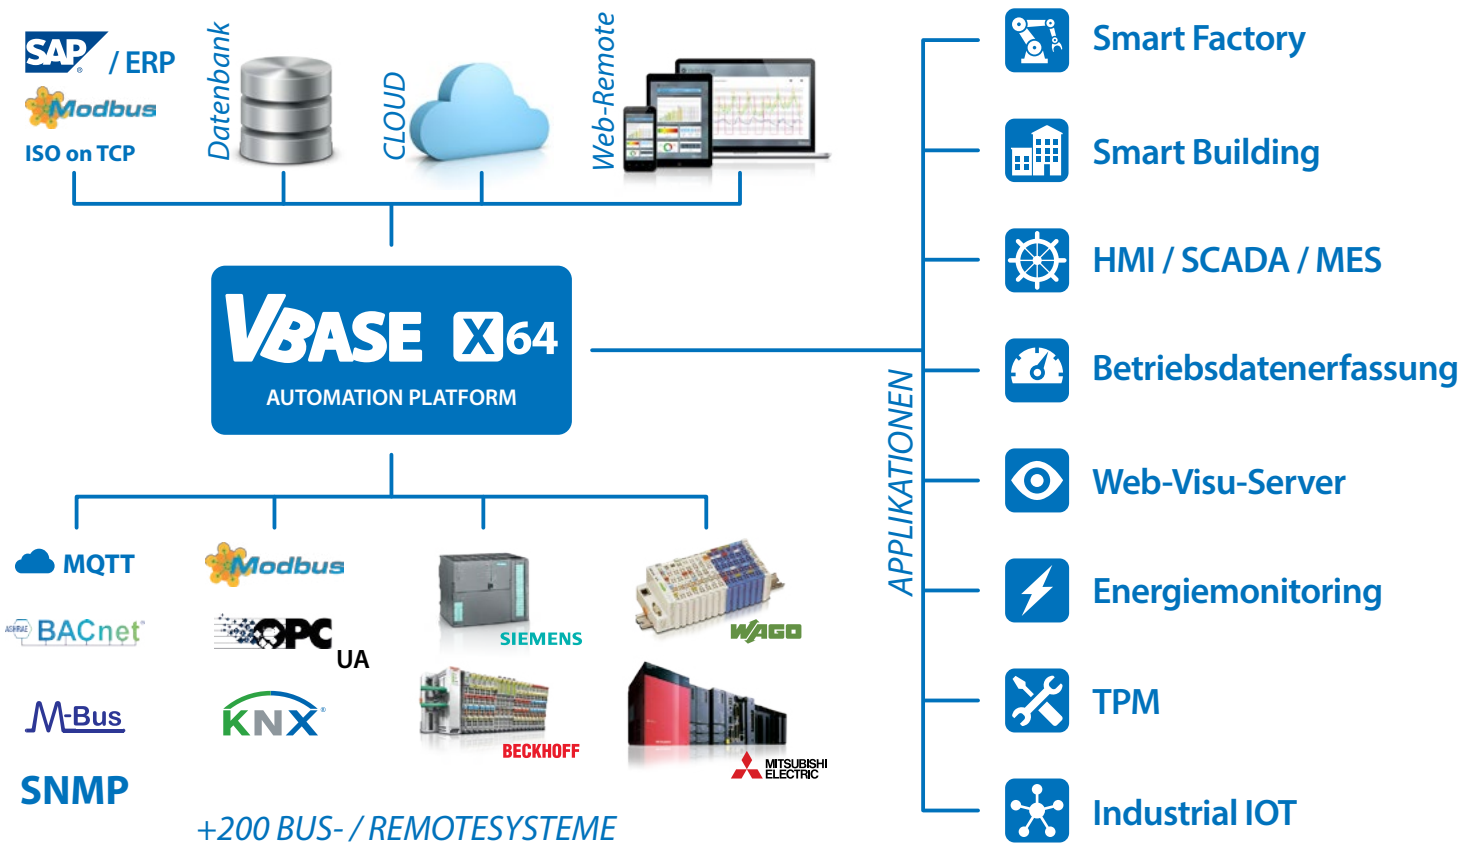 SAP
®
/ ERP
Modbus
ISO on TCP
Datenbank
CLOUD
Web-Remote
VBASE X64
AUTOMATION PLATFORM
MQTT
BACnet
M-Bus
SNMP
Modbus
OPC
UA
KNX®
SIEMENS
BECKHOFF
WAGO
MITSUBISHI
ELECTRIC
+200 BUS- / REMOTESYSTEME
APPLIKATIONEN
Smart Factory
Smart Building
HMI / SCADA / MES
Betriebsdatenerfassung
Web-Visu-Server
Energiemonitoring
TPM
Industrial IOT